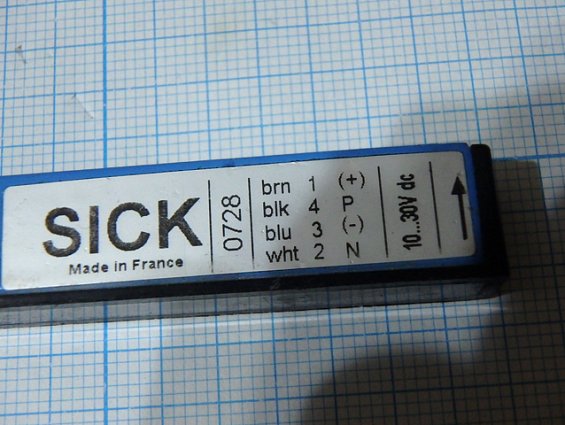 SICK
Made in France
0728
brn 1 (+)
blk 4 P
blu 3 (-)
wht 2 N
10...30V dc